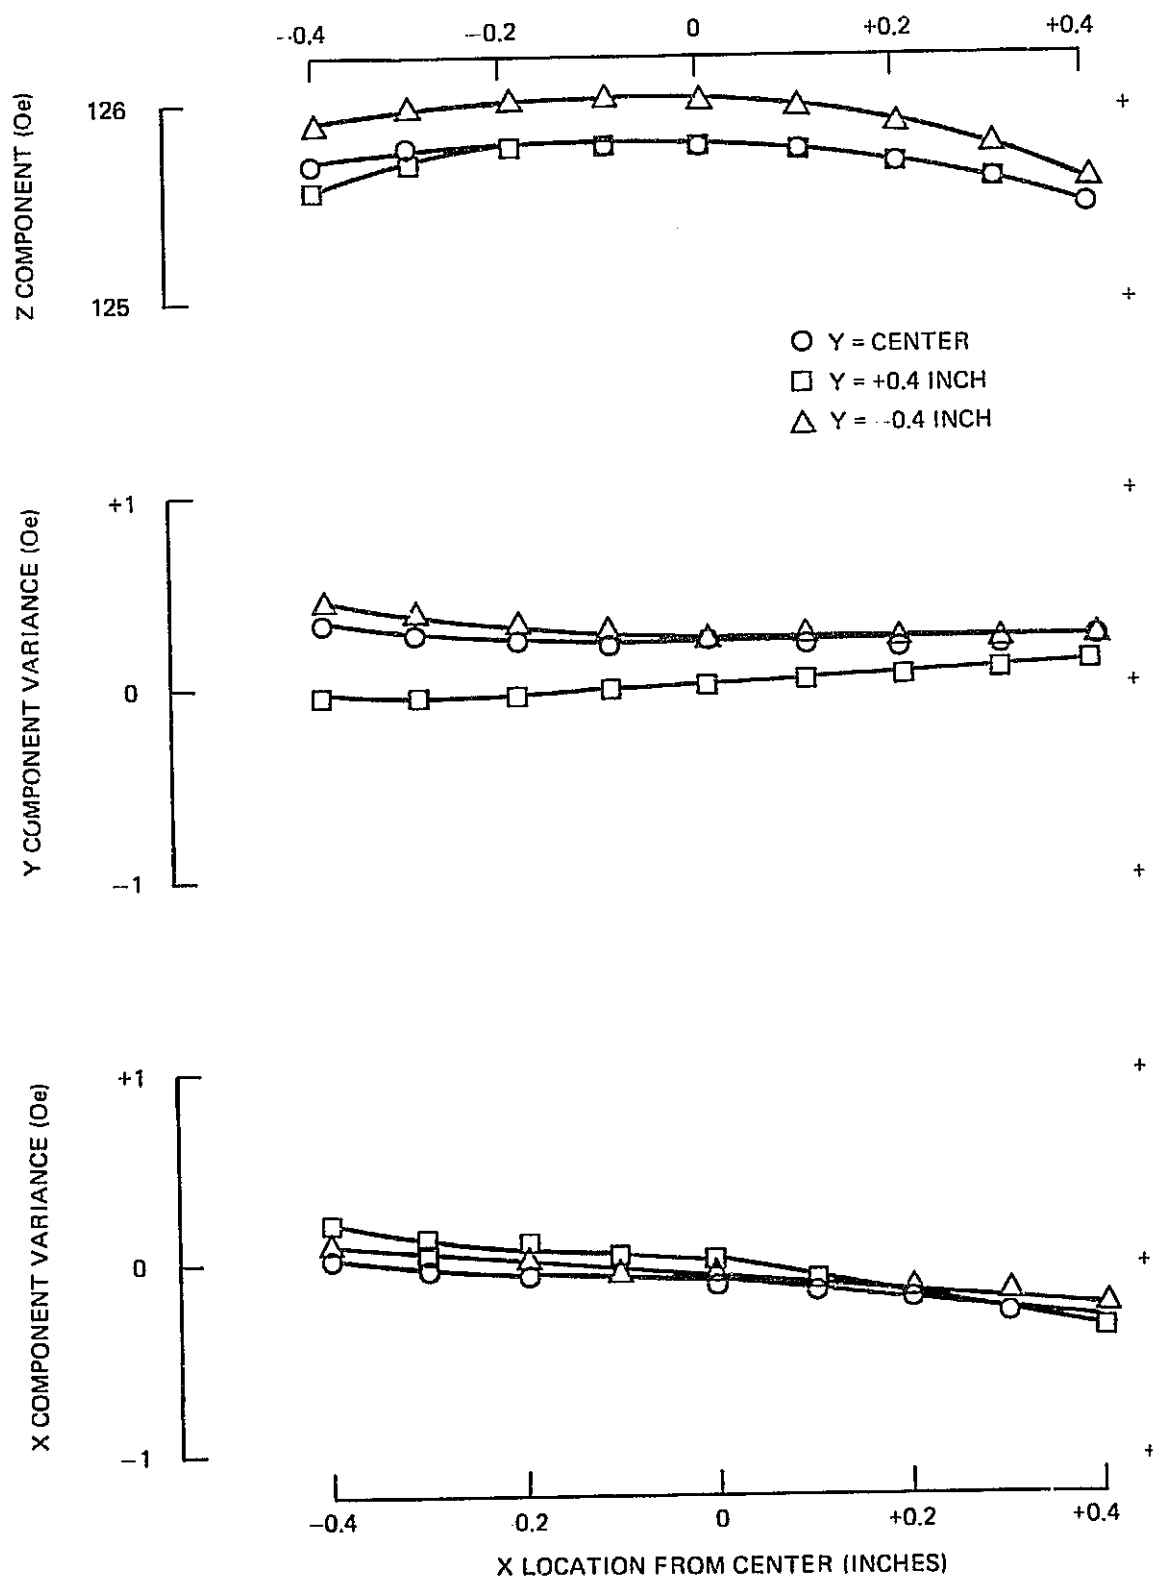 --0.4 -0.2 0 +0.2 +0.4
Z COMPONENT (Oe)
126
125
Y = CENTER
Y = +0.4 INCH
Y = --0.4 INCH
Y COMPONENT VARIANCE (Oe)
+1
0
-1
X COMPONENT VARIANCE (Oe)
+1
0
-1
-0.4 0.2 0 +0.2 +0.4
X LOCATION FROM CENTER (INCHES)